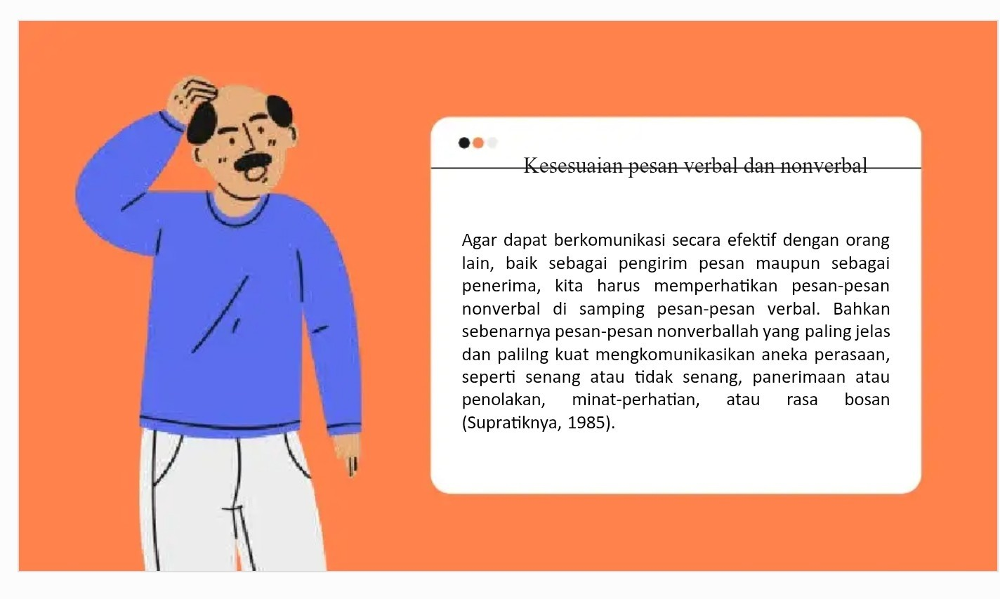 Kesesuaian pesan verbal dan nonverbal
Agar dapat berkomunikasi secara efektif dengan orang
lain, baik sebagai pengirim pesan maupun sebagai
penerima, kita harus memperhatikan pesan-pesan
nonverbal di samping pesan-pesan verbal. Bahkan
sebenarnya pesan-pesan nonverballah yang paling jelas
dan palilng kuat mengkomunikasikan aneka perasaan,
seperti senang atau tidak senang, panerimaan atau
penolakan, minat-perhatian, atau rasa bosan
(Supratiknya, 1985).